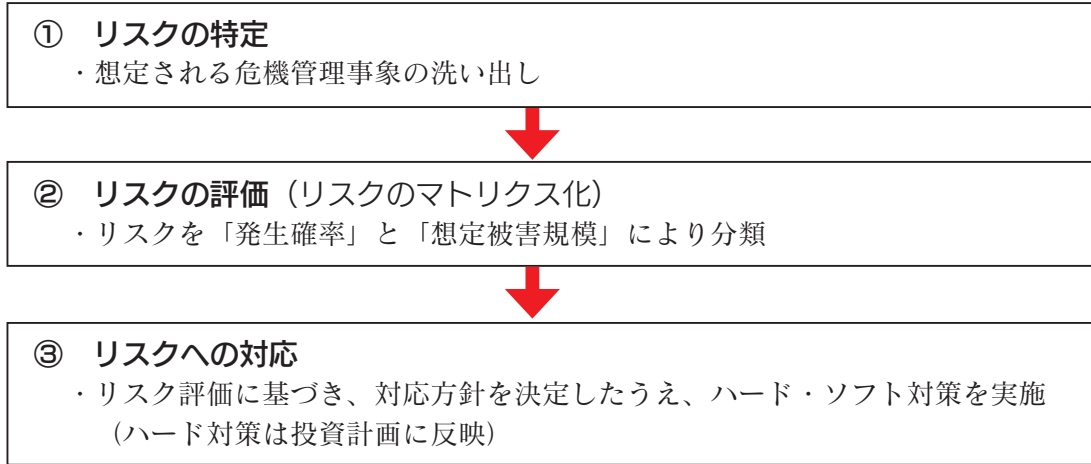 ① リスクの特定
・想定される危機管理事象の洗い出し
② リスクの評価（リスクのマトリクス化）
・リスクを「発生確率」と「想定被害規模」により分類
③ リスクへの対応
・リスク評価に基づき、対応方針を決定したうえ、ハード・ソフト対策を実施
（ハード対策は投資計画に反映）